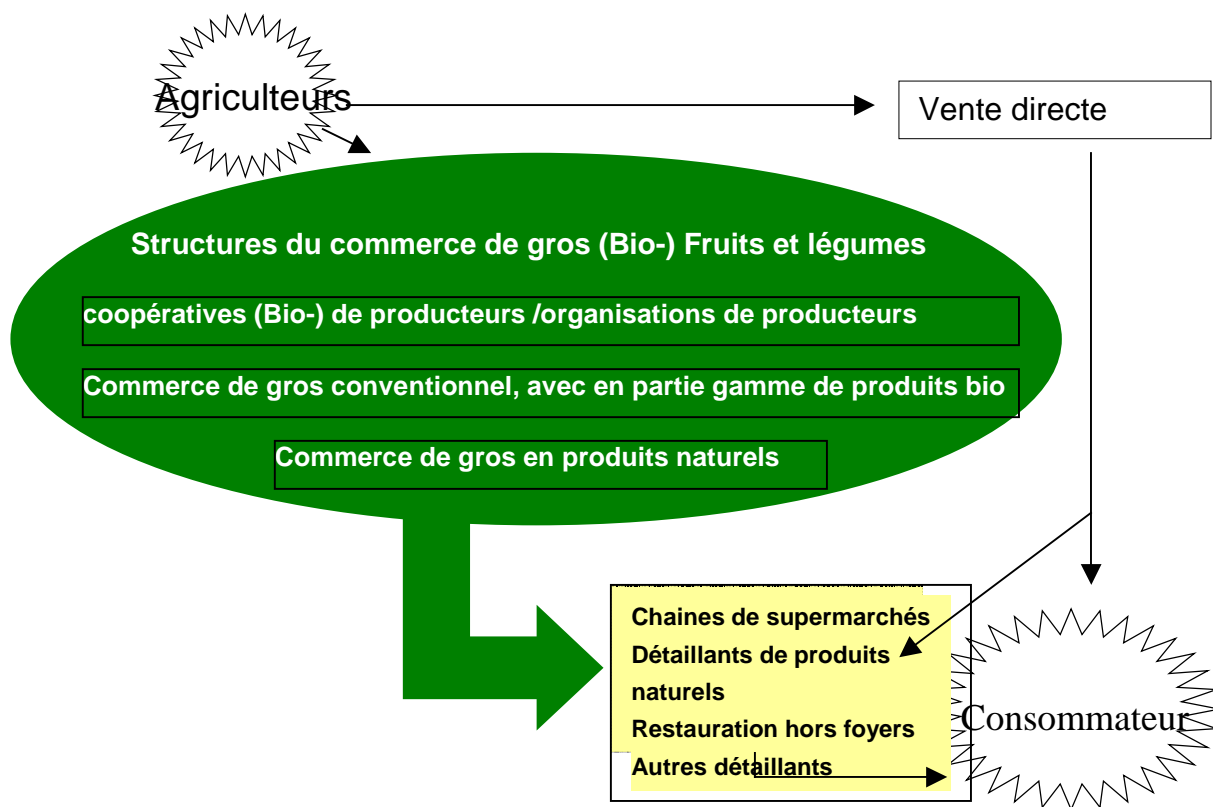 Agriculteurs
Vente directe
Structures du commerce de gros (Bio-) Fruits et légumes
coopératives (Bio-) de producteurs /organisations de producteurs
Commerce de gros conventionnel, avec en partie gamme de produits bio
Commerce de gros en produits naturels
Chaines de supermarchés
Détaillants de produits
naturels
Restauration hors foyers
Autres détaillants
Consommateur